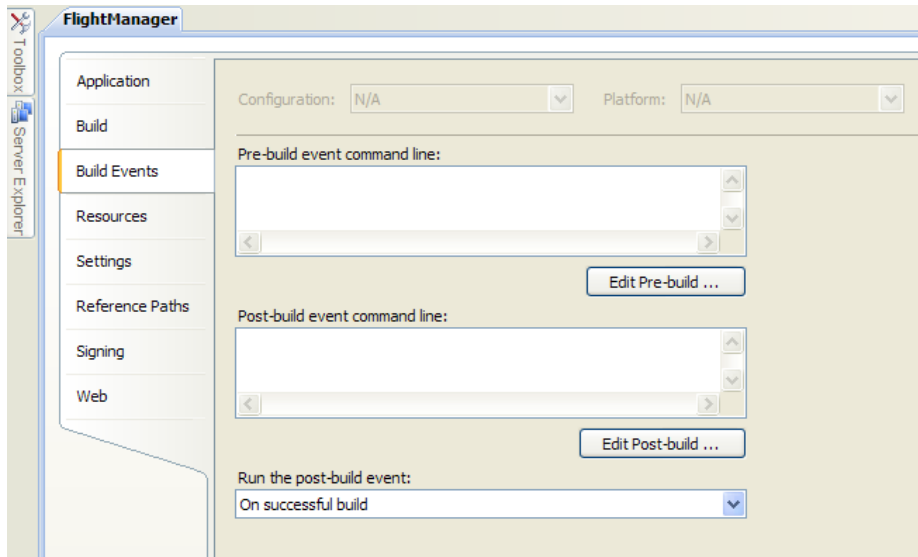 FlightManager
Toolbox
Server Explorer
Application
Build
Build Events
Resources
Settings
Reference Paths
Signing
Web
Configuration: N/A Platform: N/A
Pre-build event command line:
Edit Pre-build ...
Post-build event command line:
Edit Post-build ...
Run the post-build event:
On successful build